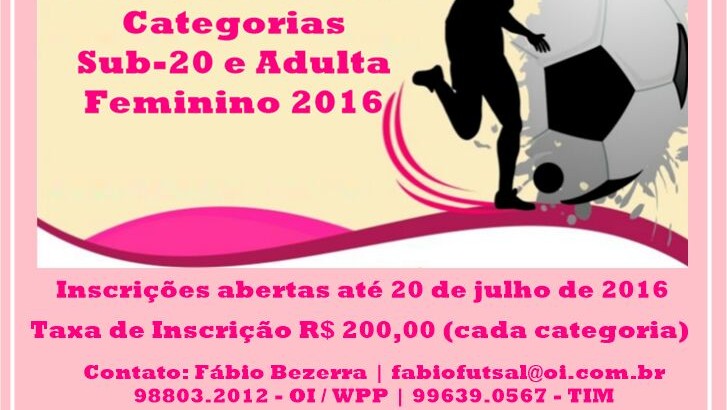 Categorias
Sub-20 e Adulta
Feminino 2016
Inscrições abertas até 20 de julho de 2016
Taxa de Inscrição R$ 200,00 (cada categoria)
Contato: Fábio Bezerra | fabiofutsal@oi.com.br
98803.2012 - OI / WPP | 99639.0567 - TIM